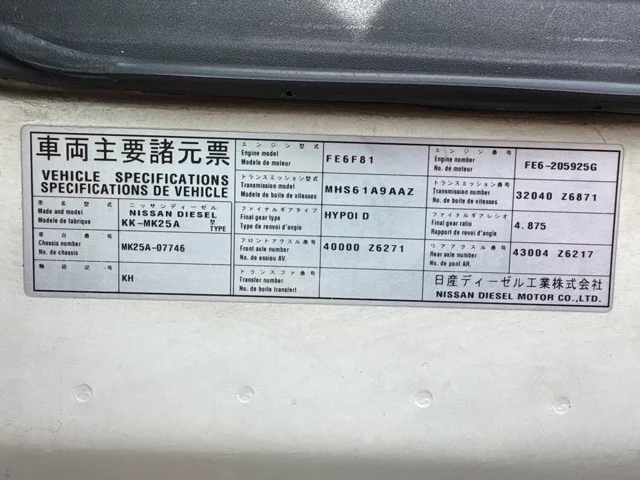 車両主要諸元票
VEHICLE SPECIFICATIONS
SPECIFICATIONS DE VEHICLE
車名型式
Made and model
Modele de fabrique
ニッサンディーゼル
NISSAN DIESEL
KK-MK25A 型 TYPE
車台番号
Chassis number
No. de chassis
MK25A-07746
KH
エンジン型式
Engine model
Modele de moteur
FE6F81
エンジン番号
Engine number
No. de moteur
FE6-205925G
トランスミッション型式
Transmission model
Modele de boite de vitesses
MHS61A9AAZ
トランスミッション番号
Transmission number
No. de boite de vitesses
32040 Z6871
ファイナルギアタイプ
Final gear type
Type de renvoi d'angle
HYPOID
ファイナルギアレシオ
Final gear ratio
Rapport de renvoi d'angle
4.875
フロントアクスル番号
Front axle number
No. de essieu AV.
40000 Z6271
リアアクスル番号
Rear axle number
No. de pont AR.
43004 Z6217
トランスファ番号
Transfer number
No. de boite transfert
日産ディーゼル工業株式会社
NISSAN DIESEL MOTOR CO.,LTD.